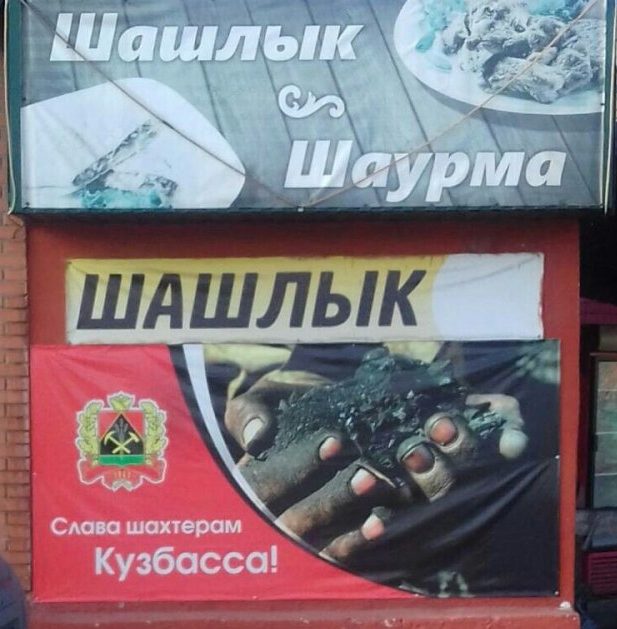 Шашлык
Шаурма
ШАШЛЫК
Слава шахтерам
Кузбасса!